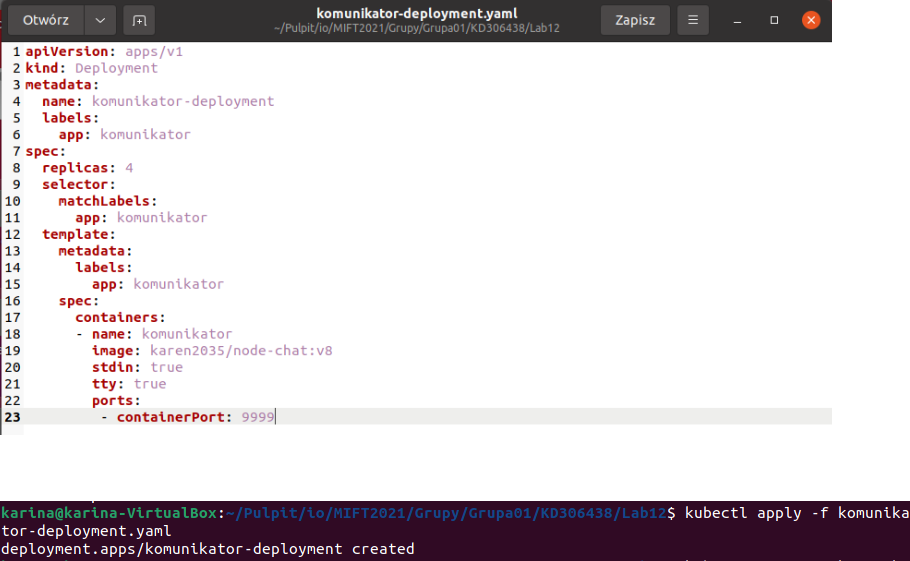 Otwórz
komunikator-deployment.yaml
~/Pulpit/io/MIFT2021/Grupy/Grupa01/KD306438/Lab12
Zapisz
1 apiVersion: apps/v1
2 kind: Deployment
3 metadata:
4   name: komunikator-deployment
5   labels:
6     app: komunikator
7 spec:
8   replicas: 4
9   selector:
10     matchLabels:
11       app: komunikator
12   template:
13     metadata:
14       labels:
15         app: komunikator
16     spec:
17       containers:
18       - name: komunikator
19         image: karen2035/node-chat:v8
20         stdin: true
21         tty: true
22         ports:
23          - containerPort: 9999
karina@karina-VirtualBox:~/Pulpit/io/MIFT2021/Grupy/Grupa01/KD306438/Lab12$ kubectl apply -f komunika
tor-deployment.yaml
deployment.apps/komunikator-deployment created